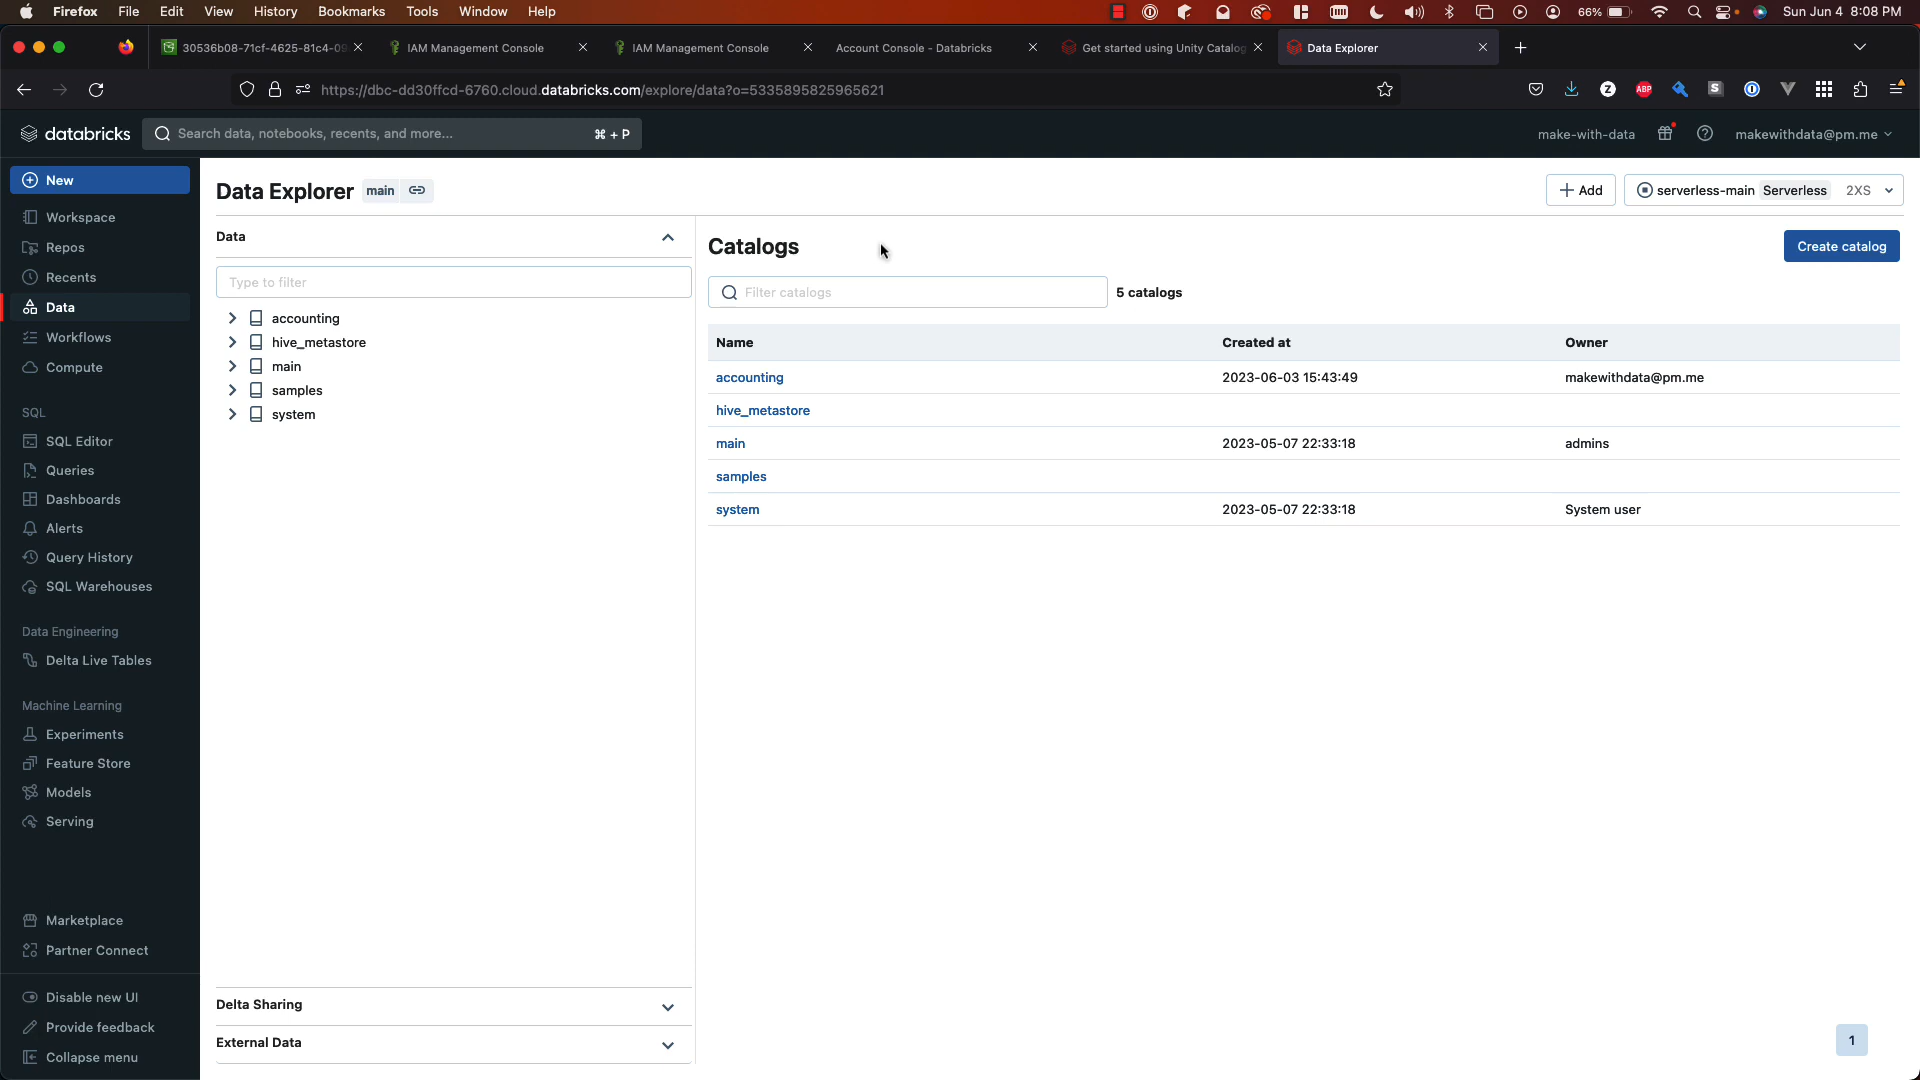 Firefox File Edit View History Bookmarks Tools Window Help 66% Sun Jun 4 8:08 PM
30536b08-71cf-4625-81c4-09 IAM Management Console IAM Management Console Account Console - Databricks Get started using Unity Catalog Data Explorer
https://dbc-dd30ffcd-6760.cloud.databricks.com/explore/data?o=5335895825965621
databricks Search data, notebooks, recents, and more... ⌘ + P make-with-data makewithdata@pm.me
New
Workspace
Repos
Recents
Data
Workflows
Compute
SQL
SQL Editor
Queries
Dashboards
Alerts
Query History
SQL Warehouses
Data Engineering
Delta Live Tables
Machine Learning
Experiments
Feature Store
Models
Serving
Marketplace
Partner Connect
Disable new UI
Provide feedback
Collapse menu
Data Explorer main
+ Add serverless-main Serverless 2XS
Data
Type to filter
accounting
hive_metastore
main
samples
system
Delta Sharing
External Data
Catalogs
Create catalog
Filter catalogs 5 catalogs
Name Created at Owner
accounting 2023-06-03 15:43:49 makewithdata@pm.me
hive_metastore
main 2023-05-07 22:33:18 admins
samples
system 2023-05-07 22:33:18 System user
1